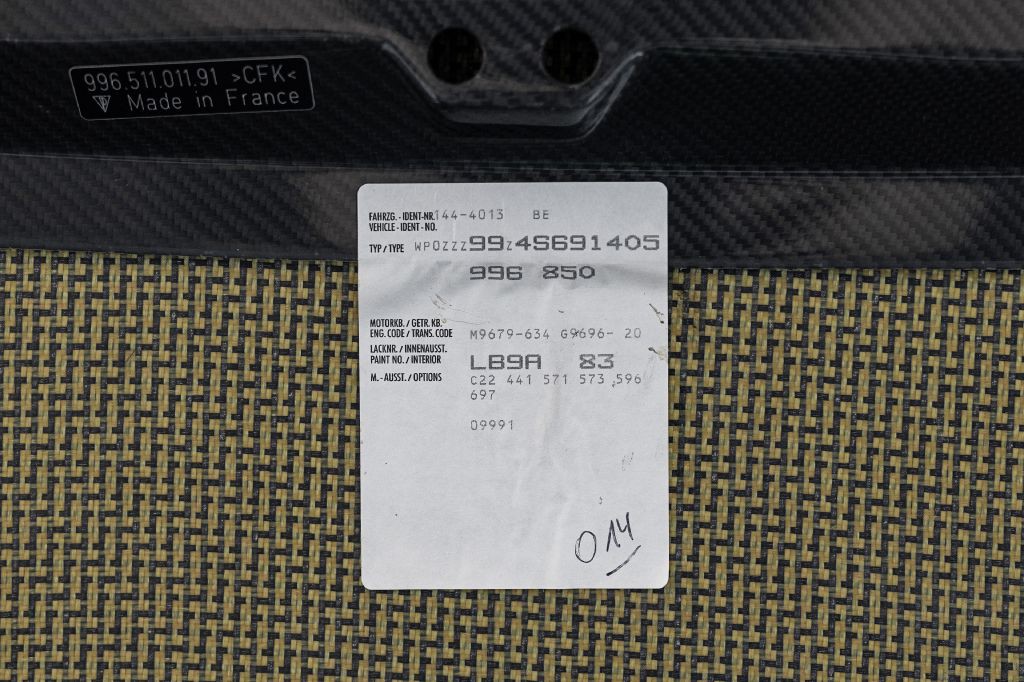 996.511.011.91 >CFK<
Made in France
FAHRZG. - IDENT-NR. 144-4013 BE
VEHICLE - IDENT - NO.
TYP / TYPE WP0ZZZ99Z4S691405
996 850
MOTORKB. / GETR. KB.
ENG. CODE / TRANS. CODE M9679-634 G9696- 20
LACKNR. / INNENAUSST.
PAINT NO. / INTERIOR LB9A 83
M. - AUSST. / OPTIONS C22 441 571 573 596
697
09991
014